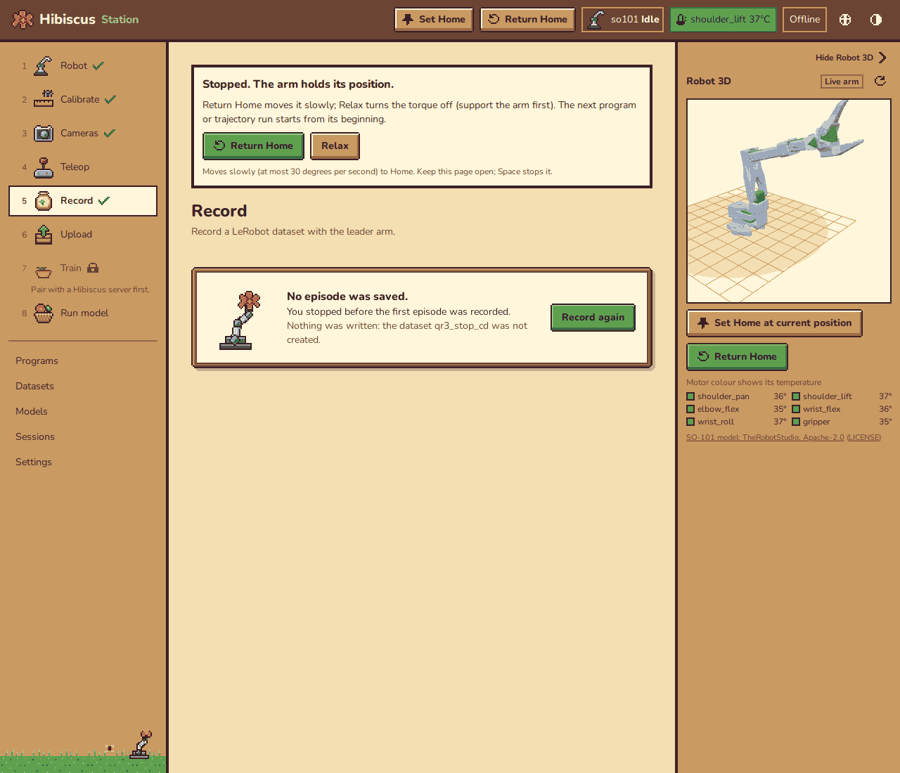 Hibiscus Station
Set Home
Return Home
so101 Idle
shoulder_lift 37°C
Offline
1 Robot
2 Calibrate
3 Cameras
4 Teleop
5 Record
6 Upload
7 Train
Pair with a Hibiscus server first.
8 Run model
Programs
Datasets
Models
Sessions
Settings
Stopped. The arm holds its position.
Return Home moves it slowly; Relax turns the torque off (support the arm first). The next program
or trajectory run starts from its beginning.
Return Home
Relax
Moves slowly (at most 30 degrees per second) to Home. Keep this page open; Space stops it.
Record
Record a LeRobot dataset with the leader arm.
No episode was saved.
You stopped before the first episode was recorded.
Nothing was written: the dataset qr3_stop_cd was not
created.
Record again
Hide Robot 3D
Robot 3D
Live arm
Set Home at current position
Return Home
Motor colour shows its temperature
shoulder_pan 36° shoulder_lift 37°
elbow_flex 35° wrist_flex 36°
wrist_roll 37° gripper 35°
SO-101 model: TheRobotStudio, Apache-2.0 (LICENSE)